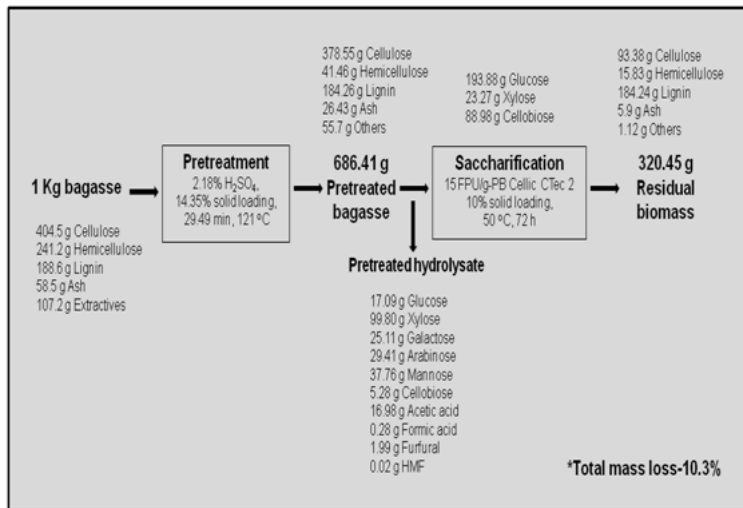 1 Kg bagasse
404.5 g Cellulose
241.2 g Hemicellulose
188.6 g Lignin
58.5 g Ash
107.2 g Extractives
Pretreatment
2.18% H₂SO₄,
14.35% solid loading,
29.49 min, 121 ºC
378.55 g Cellulose
41.46 g Hemicellulose
184.26 g Lignin
26.43 g Ash
55.7 g Others
686.41 g
Pretreated
bagasse
Pretreated hydrolysate
17.09 g Glucose
99.80 g Xylose
25.11 g Galactose
29.41 g Arabinose
37.76 g Mannose
5.28 g Cellobiose
16.98 g Acetic acid
0.28 g Formic acid
1.99 g Furfural
0.02 g HMF
193.88 g Glucose
23.27 g Xylose
88.98 g Cellobiose
Saccharification
15 FPU/g-PB Cellic CTec 2
10% solid loading,
50 ºC, 72 h
93.38 g Cellulose
15.83 g Hemicellulose
184.24 g Lignin
5.9 g Ash
1.12 g Others
320.45 g
Residual
biomass
*Total mass loss-10.3%